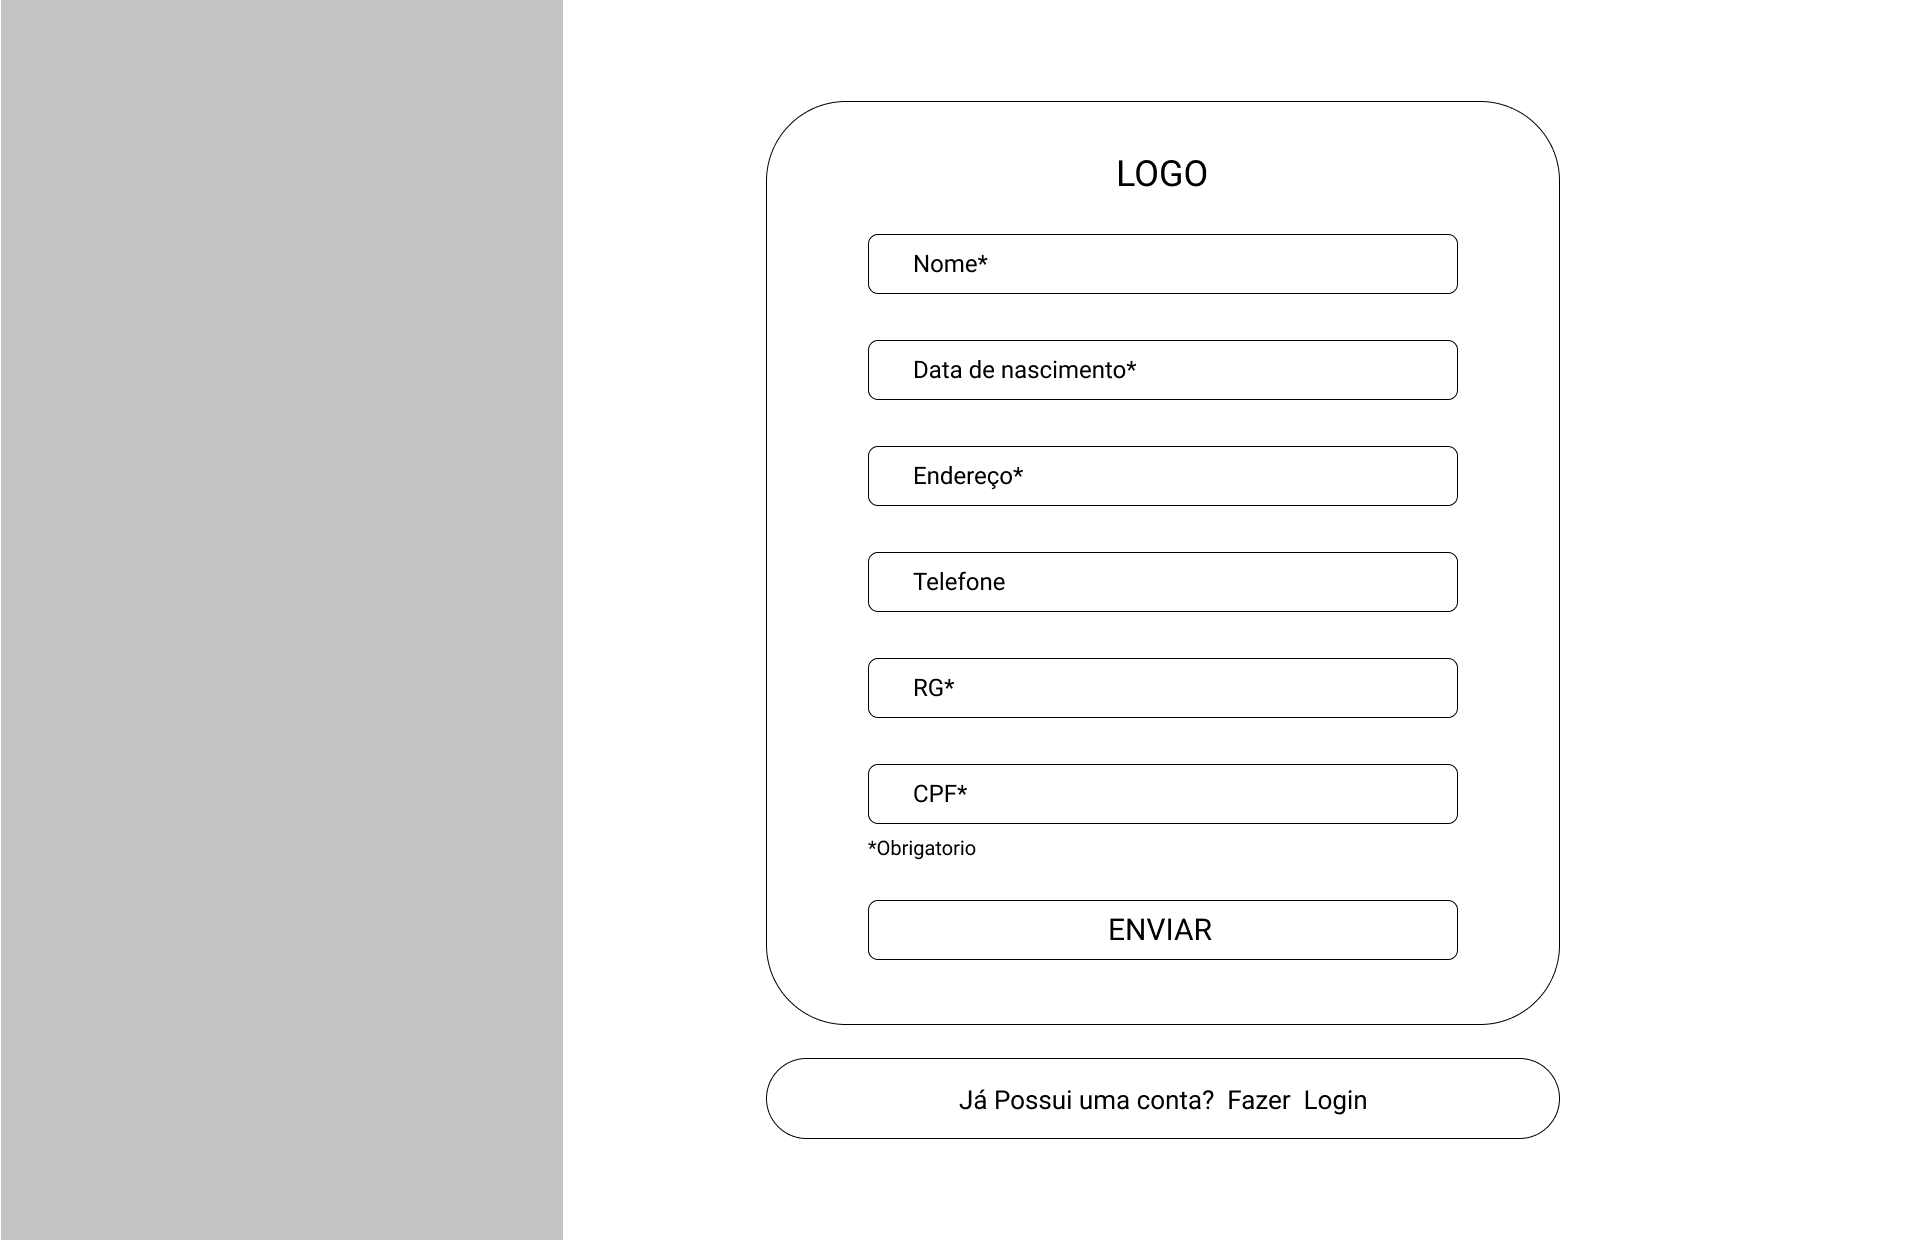 LOGO
Nome*
Data de nascimento*
Endereço*
Telefone
RG*
CPF*
*Obrigatorio
ENVIAR
Já Possui uma conta? Fazer Login